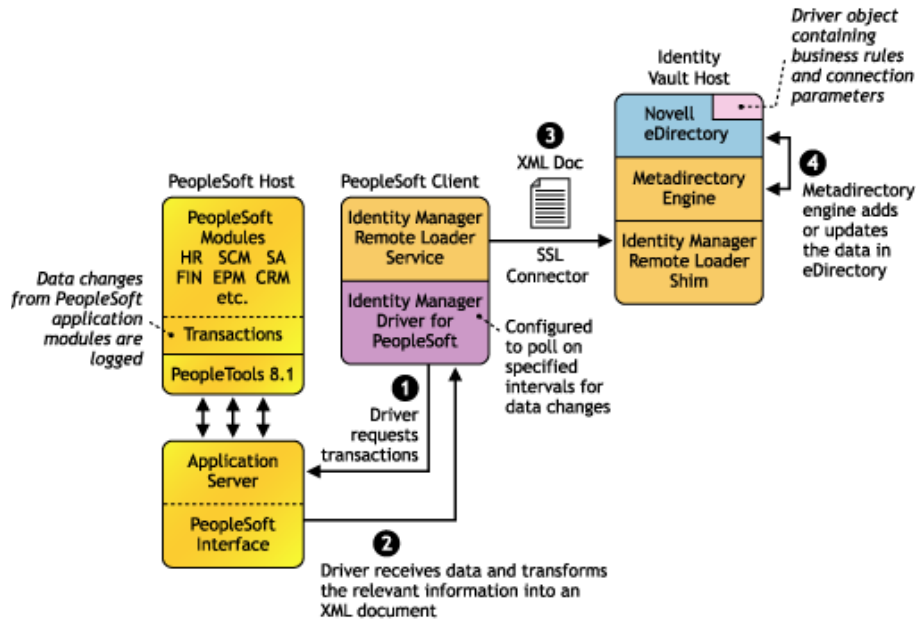 Driver object
containing
business rules
and connection
parameters
Identity
Vault Host
Novell
eDirectory
3
XML Doc
4
PeopleSoft Host
PeopleSoft Client
Metadirectory
Engine
Metadirectory
engine adds
or updates
the data in
eDirectory
PeopleSoft
Modules
HR SCM SA
FIN EPM CRM
etc.
Identity Manager
Remote Loader
Service
SSL
Connector
Identity Manager
Remote Loader
Shim
Data changes
from PeopleSoft
application
modules are
logged
Transactions
PeopleTools 8.1
Identity Manager
Driver for
PeopleSoft
Configured
to poll on
specified
intervals for
data changes
1
Driver
requests
transactions
Application
Server
PeopleSoft
Interface
2
Driver receives data and transforms
the relevant information into an
XML document